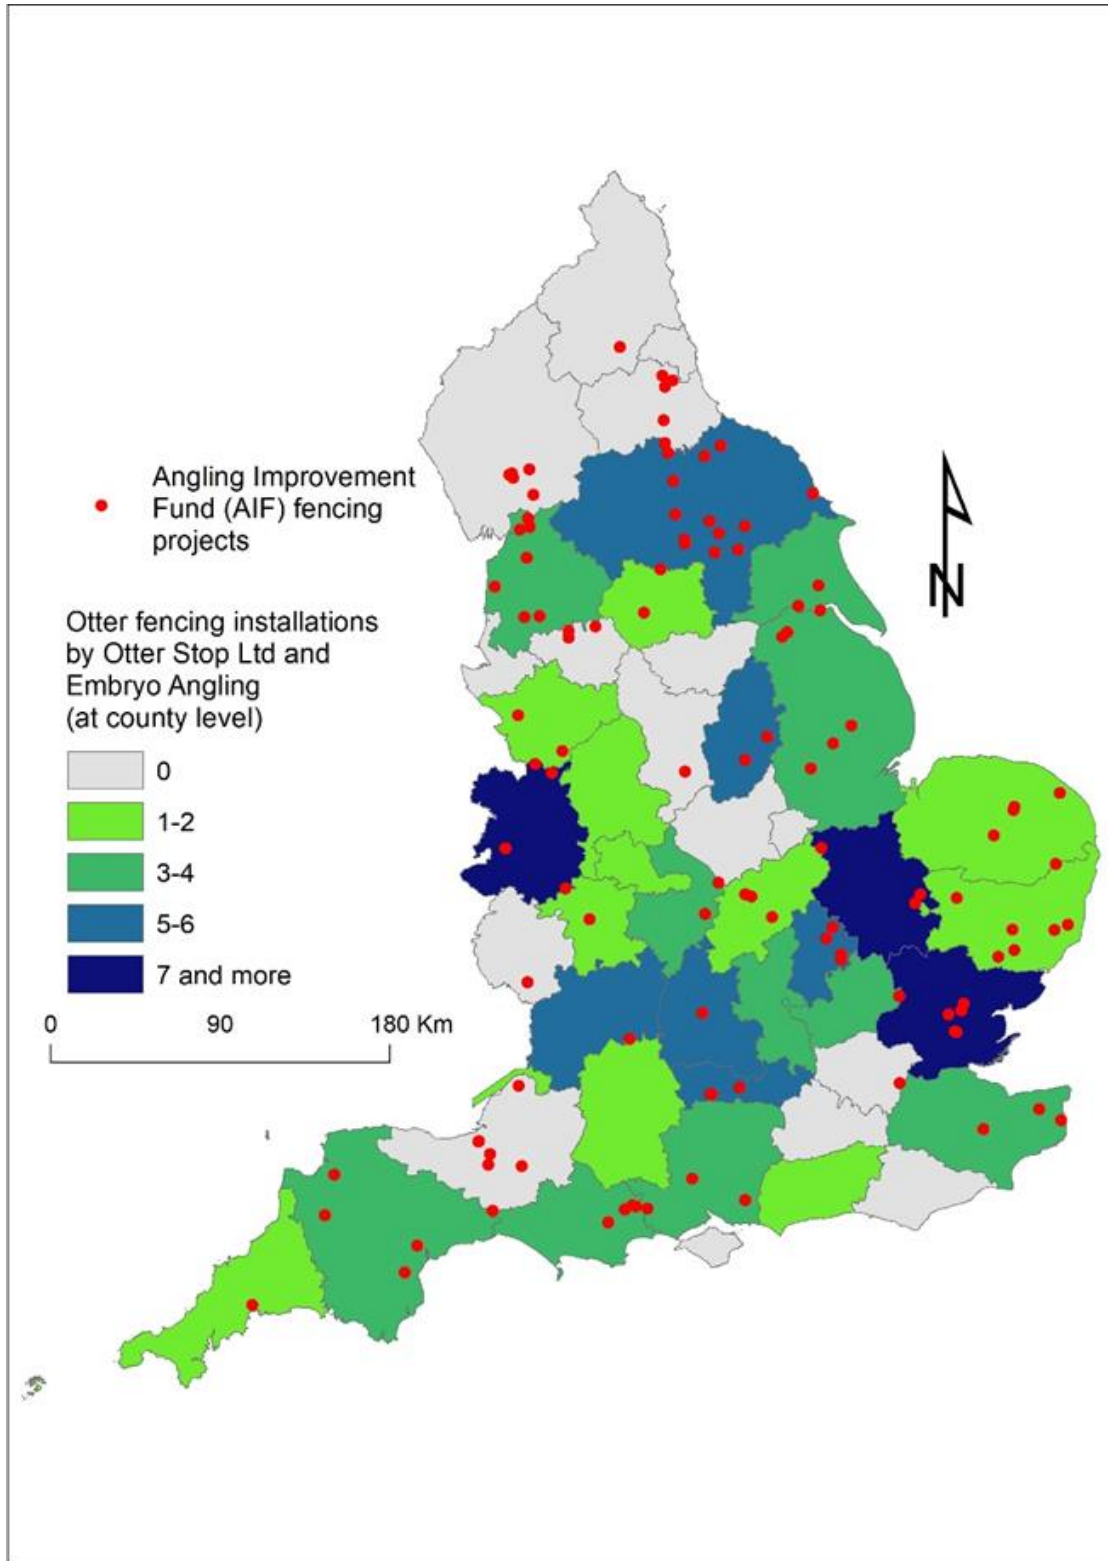 Angling Improvement
Fund (AIF) fencing
projects
Otter fencing installations
by Otter Stop Ltd and
Embryo Angling
(at county level)
0
1-2
3-4
5-6
7 and more
0 90 180 Km
N